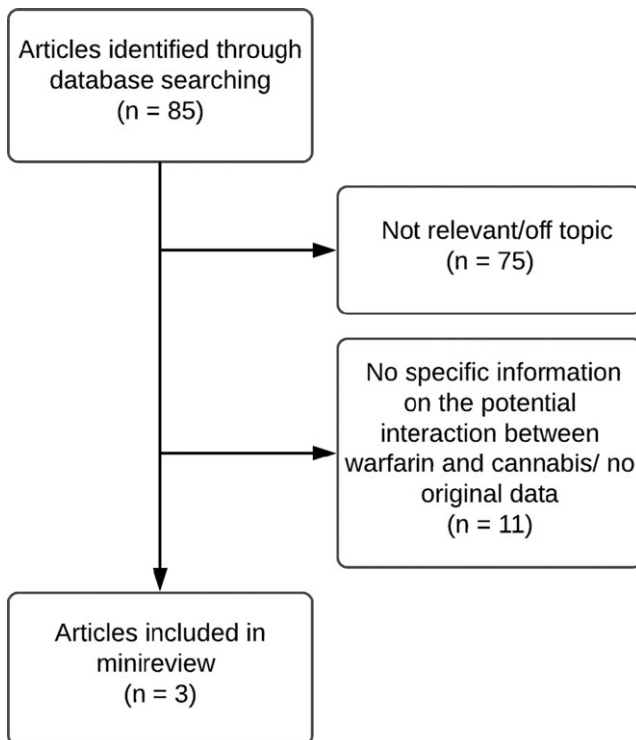 Articles identified through
database searching
(n = 85)
Not relevant/off topic
(n = 75)
No specific information
on the potential
interaction between
warfarin and cannabis/ no
original data
(n = 11)
Articles included in
minireview
(n = 3)